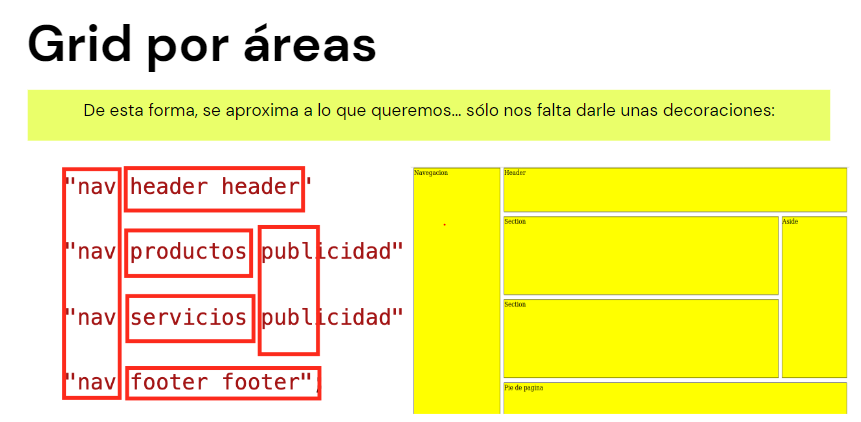 Grid por áreas
De esta forma, se aproxima a lo que queremos... sólo nos falta darle unas decoraciones:
"nav header header"
"nav productos publicidad"
"nav servicios publicidad"
"nav footer footer";
Navegacion
Header
Section
Aside
Section
Pie de pagina